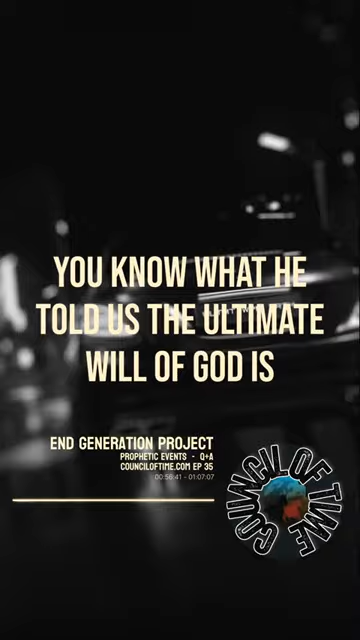 YOU KNOW WHAT HE
TOLD US THE ULTIMATE
WILL OF GOD IS
END GENERATION PROJECT
PROPHETIC EVENTS - Q+A
COUNCILOFTIME.COM EP 35
00:56:41 - 01:07:07
COUNCIL OF TIME